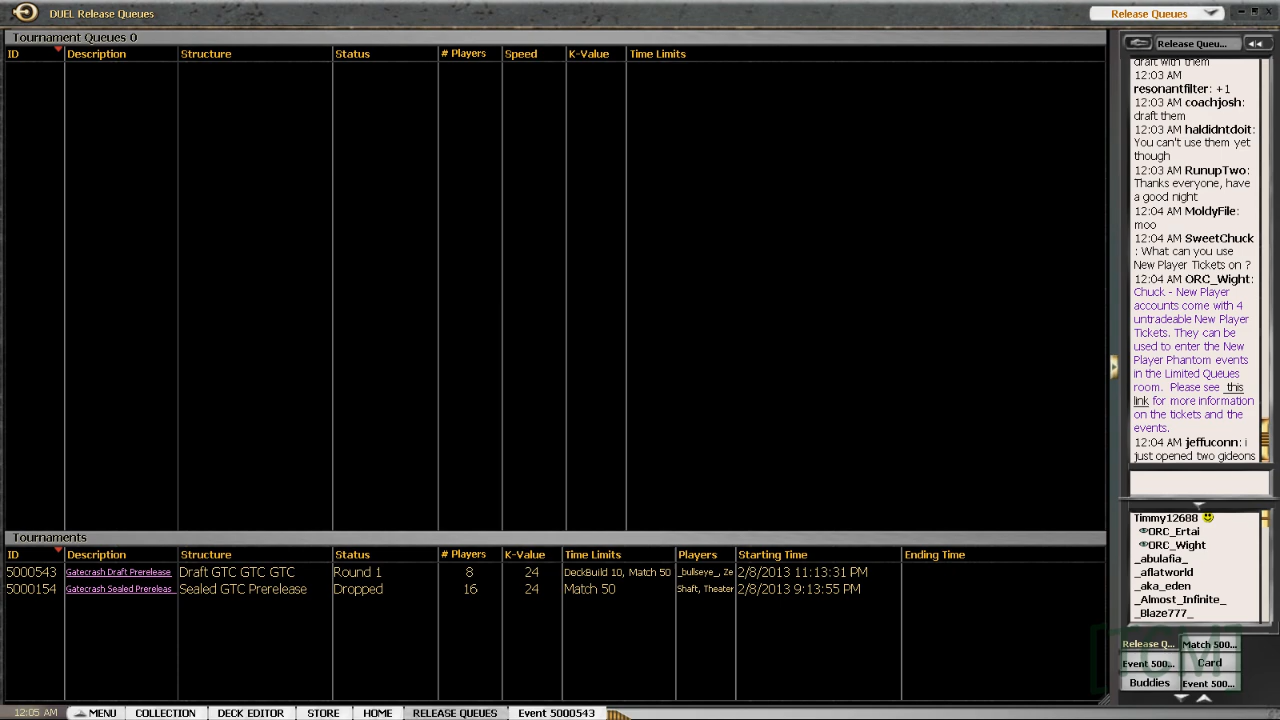 DUEL Release Queues
Release Queues
Tournament Queues 0
ID Description Structure Status # Players Speed K-Value Time Limits
Tournaments
ID Description Structure Status # Players K-Value Time Limits Players Starting Time Ending Time
5000543 Gatecrash Draft Prerelease Draft GTC GTC GTC Round 1 8 24 DeckBuild 10, Match 50 _bullseye_, Ze 2/8/2013 11:13:31 PM
5000154 Gatecrash Sealed Prereleas Sealed GTC Prerelease Dropped 16 24 Match 50 Shaft, Theater 2/8/2013 9:13:55 PM
Release Queu...
draft with them
12:03 AM
resonantfilter: +1
12:03 AM coachjosh:
draft them
12:03 AM haldidntdoit:
You can't use them yet
though
12:03 AM RunupTwo:
Thanks everyone, have
a good night
12:04 AM MoldyFile:
moo
12:04 AM SweetChuck
: What can you use
New Player Tickets on ?
12:04 AM ORC_Wight:
Chuck - New Player
accounts come with 4
untradeable New Player
Tickets. They can be
used to enter the New
Player Phantom events
in the Limited Queues
room. Please see this
link for more information
on the tickets and the
events.
12:04 AM jeffuconn: i
just opened two gideons
Timmy12688
ORC_Ertai
ORC_Wight
_abulafia_
_aflatworld
_aka_eden
_Almost_Infinite_
_Blaze777_
Release Q... Match 500...
Event 500... Card
Buddies Event 500...
12:05 AM MENU COLLECTION DECK EDITOR STORE HOME RELEASE QUEUES Event 5000543